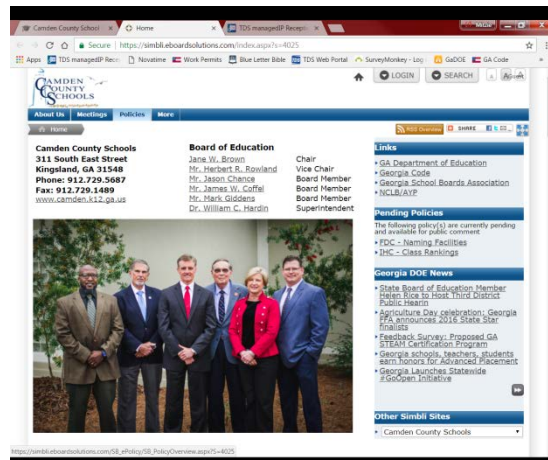 Camden County School
Home
TDS managedIP Recepti
Secure https://simbli.eboardsolutions.com/index.aspx?s=4025
Apps TDS managedIP Rece Novatime Work Permits Blue Letter Bible TDS Web Portal SurveyMonkey - Log GaDOE GA Code
CAMDEN
COUNTY
SCHOOLS
LOGIN SEARCH
About Us Meetings Policies More
Home
RSS Overview SHARE
Camden County Schools
311 South East Street
Kingsland, GA 31548
Phone: 912.729.5687
Fax: 912.729.1489
www.camden.k12.ga.us
Board of Education
Jane W. Brown Chair
Mr. Herbert R. Rowland Vice Chair
Mr. Jason Chance Board Member
Mr. James W. Coffel Board Member
Mr. Mark Giddens Board Member
Dr. William C. Hardin Superintendent
Links
GA Department of Education
Georgia Code
Georgia School Boards Association
NCLB/AYP
Pending Policies
The following policy(s) are currently pending
and available for public comment
FDC - Naming Facilities
IHC - Class Rankings
Georgia DOE News
State Board of Education Member
Helen Rice to Host Third District
Public Hearin
Agriculture Day celebration: Georgia
FFA announces 2016 State Star
finalists
Feedback Survey: Proposed GA
STEAM Certification Program
Georgia schools, teachers, students
earn honors for Advanced Placement
Georgia Launches Statewide
#GoOpen Initiative
Other Simbli Sites
Camden County Schools
https://simbli.eboardsolutions.com/SB_ePolicy/SB_PolicyOverview.aspx?S=4025